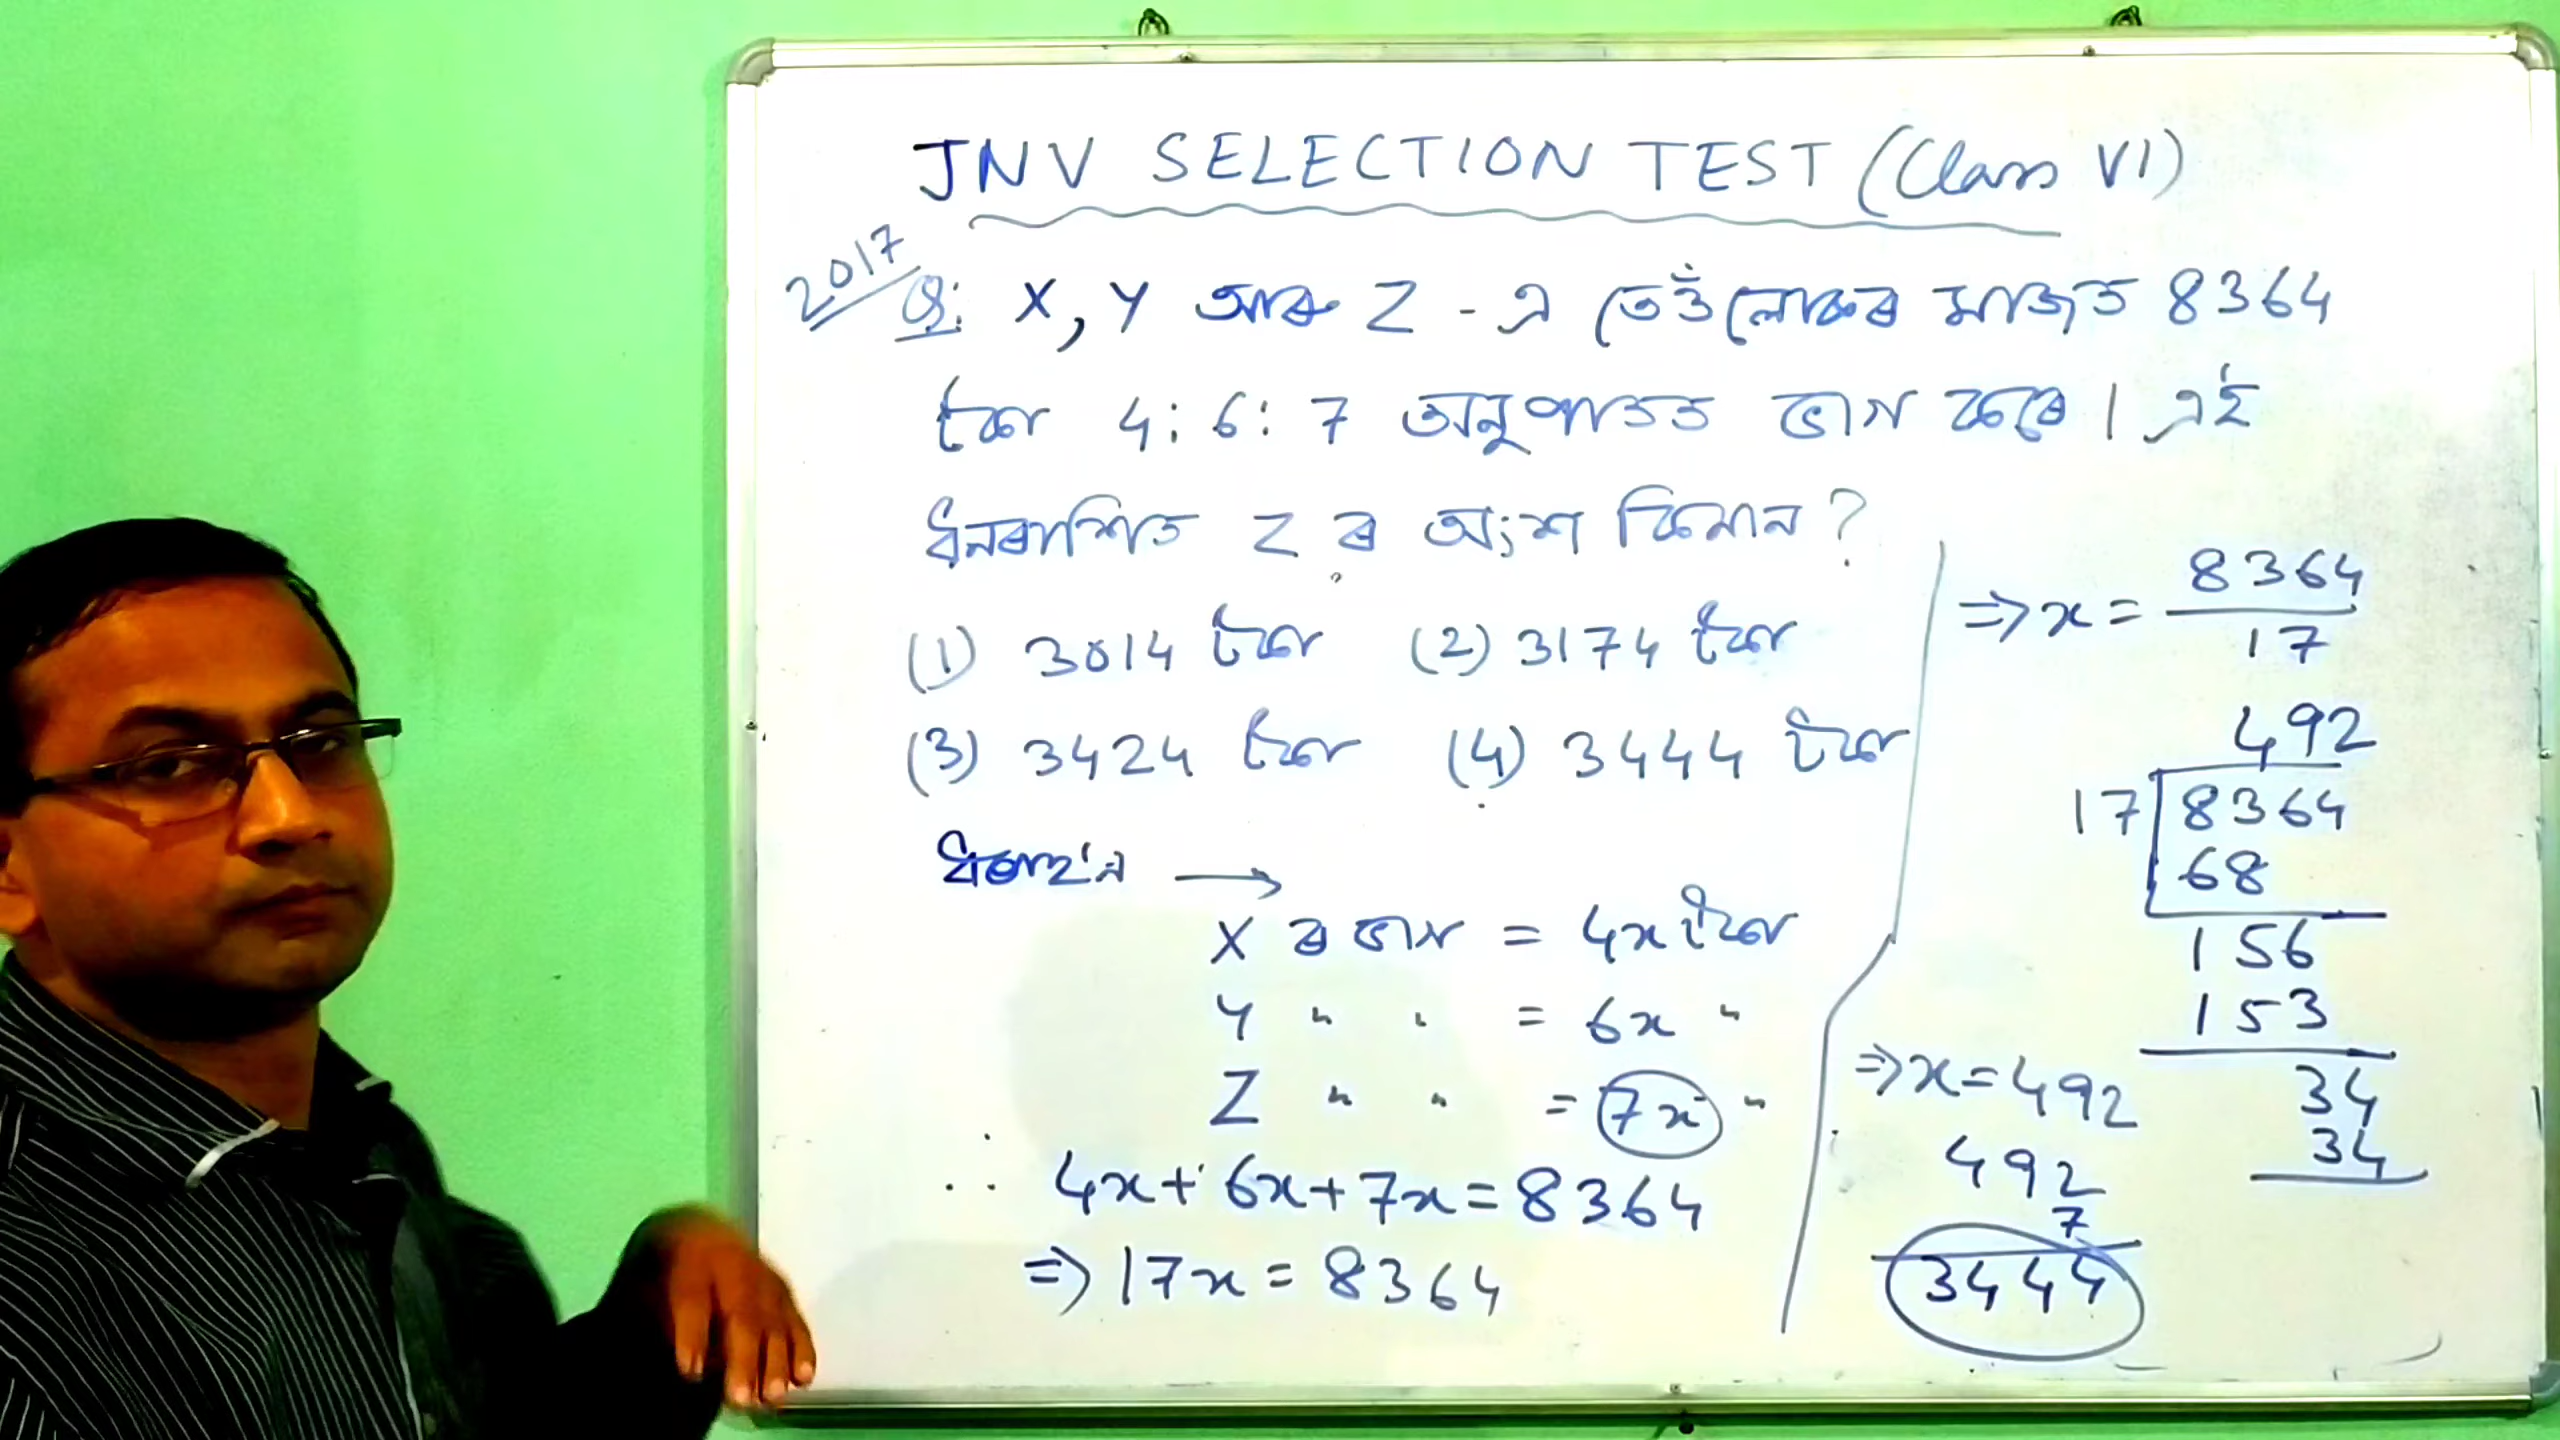 JNV SELECTION TEST (Class VI)
2017
Q: X, Y আৰু Z - এ তেওঁলোকৰ মাজত 8364
টকা 4 : 6 : 7 অনুপাতত ভাগ কৰে । এই
ধনৰাশিত Z ৰ অংশ কিমান ?
(1) 3014 টকা (2) 3174 টকা
(3) 3424 টকা (4) 3444 টকা
ধৰাহ'ল →
X ৰ ভাগ = 4x টকা
Y " " = 6x "
Z " " = 7x "
∴ 4x + 6x + 7x = 8364
⇒ 17x = 8364
⇒ x = 8364
17
492
17 8364
68
156
153
34
34
⇒ x = 492
492
7
3444